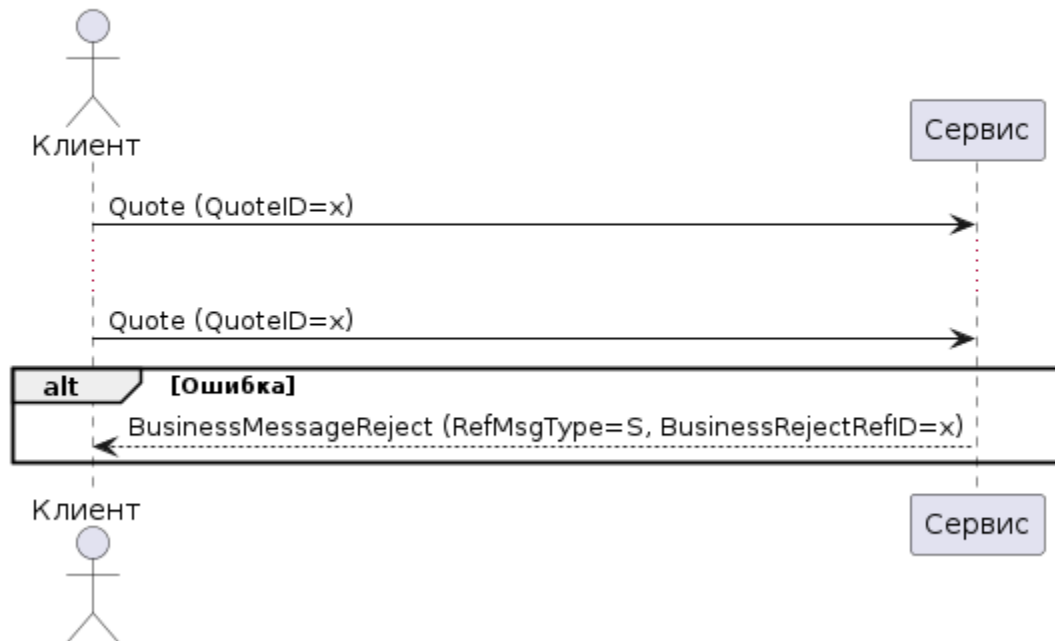 Клиент
Сервис
Quote (QuoteID=x)
Quote (QuoteID=x)
alt [Ошибка]
BusinessMessageReject (RefMsgType=S, BusinessRejectRefID=x)
Клиент
Сервис